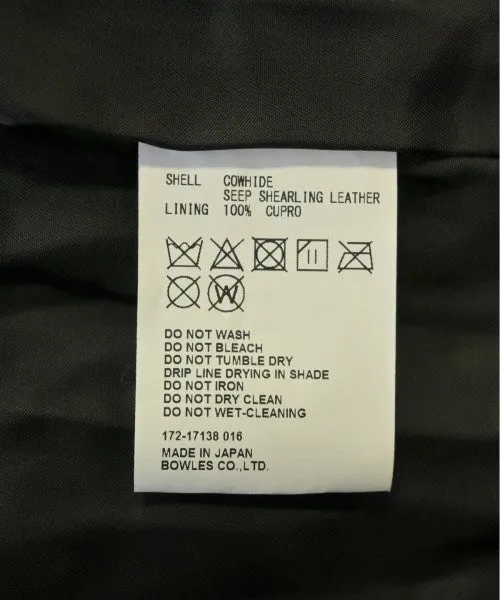 SHELL COWHIDE
SEEP SHEARLING LEATHER
LINING 100% CUPRO
W
DO NOT WASH
DO NOT BLEACH
DO NOT TUMBLE DRY
DRIP LINE DRYING IN SHADE
DO NOT IRON
DO NOT DRY CLEAN
DO NOT WET-CLEANING
172-17138 016
MADE IN JAPAN
BOWLES CO.,LTD.